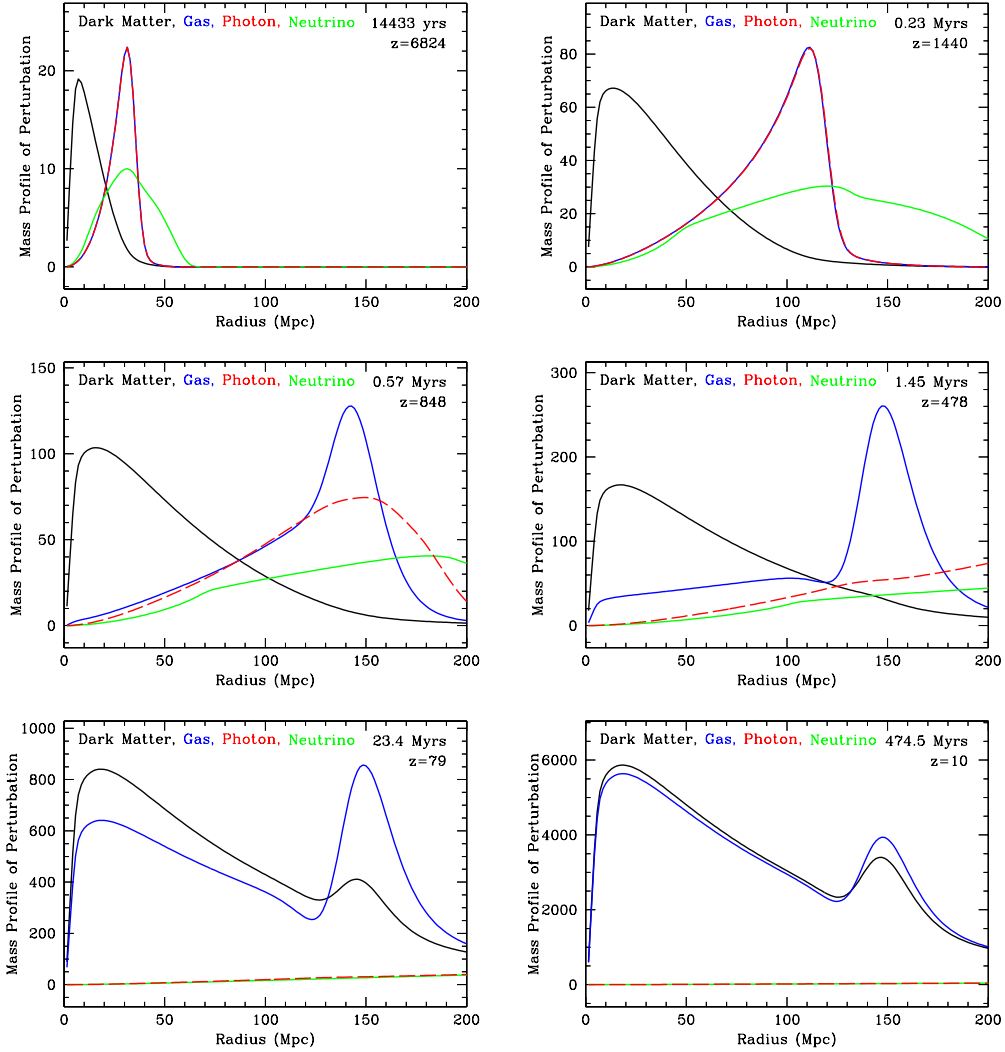 Dark Matter, Gas, Photon, Neutrino 14433 yrs
z=6824
Mass Profile of Perturbation
20
10
0
0 50 100 150 200
Radius (Mpc)
Dark Matter, Gas, Photon, Neutrino 0.23 Myrs
z=1440
Mass Profile of Perturbation
80
60
40
20
0
0 50 100 150 200
Radius (Mpc)
Dark Matter, Gas, Photon, Neutrino 0.57 Myrs
z=848
Mass Profile of Perturbation
150
100
50
0
0 50 100 150 200
Radius (Mpc)
Dark Matter, Gas, Photon, Neutrino 1.45 Myrs
z=478
Mass Profile of Perturbation
300
200
100
0
0 50 100 150 200
Radius (Mpc)
Dark Matter, Gas, Photon, Neutrino 23.4 Myrs
z=79
Mass Profile of Perturbation
1000
800
600
400
200
0
0 50 100 150 200
Radius (Mpc)
Dark Matter, Gas, Photon, Neutrino 474.5 Myrs
z=10
Mass Profile of Perturbation
6000
4000
2000
0
0 50 100 150 200
Radius (Mpc)